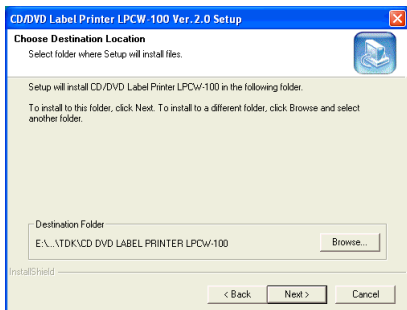 CD/DVD Label Printer LPCW-100 Ver. 2.0 Setup
Choose Destination Location
Select folder where Setup will install files.
Setup will install CD/DVD Label Printer LPCW-100 in the following folder.
To install to this folder, click Next. To install to a different folder, click Browse and select
another folder.
Destination Folder
E:\...\TDK\CD DVD LABEL PRINTER LPCW-100
Browse...
InstallShield
< Back
Next >
Cancel